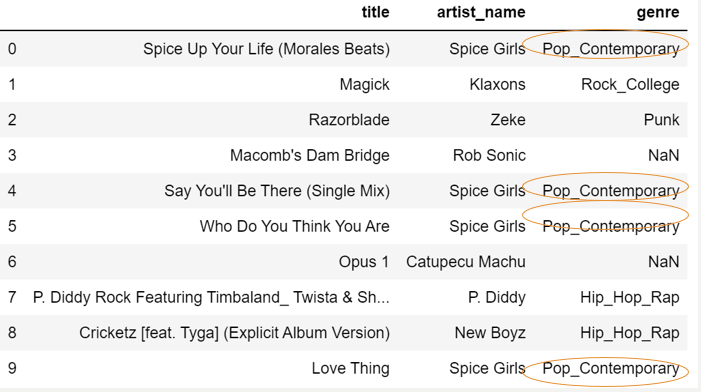 title artist_name genre
0 Spice Up Your Life (Morales Beats) Spice Girls Pop_Contemporary
1 Magick Klaxons Rock_College
2 Razorblade Zeke Punk
3 Macomb's Dam Bridge Rob Sonic NaN
4 Say You'll Be There (Single Mix) Spice Girls Pop_Contemporary
5 Who Do You Think You Are Spice Girls Pop_Contemporary
6 Opus 1 Catupecu Machu NaN
7 P. Diddy Rock Featuring Timbaland_ Twista & Sh... P. Diddy Hip_Hop_Rap
8 Cricketz [feat. Tyga] (Explicit Album Version) New Boyz Hip_Hop_Rap
9 Love Thing Spice Girls Pop_Contemporary